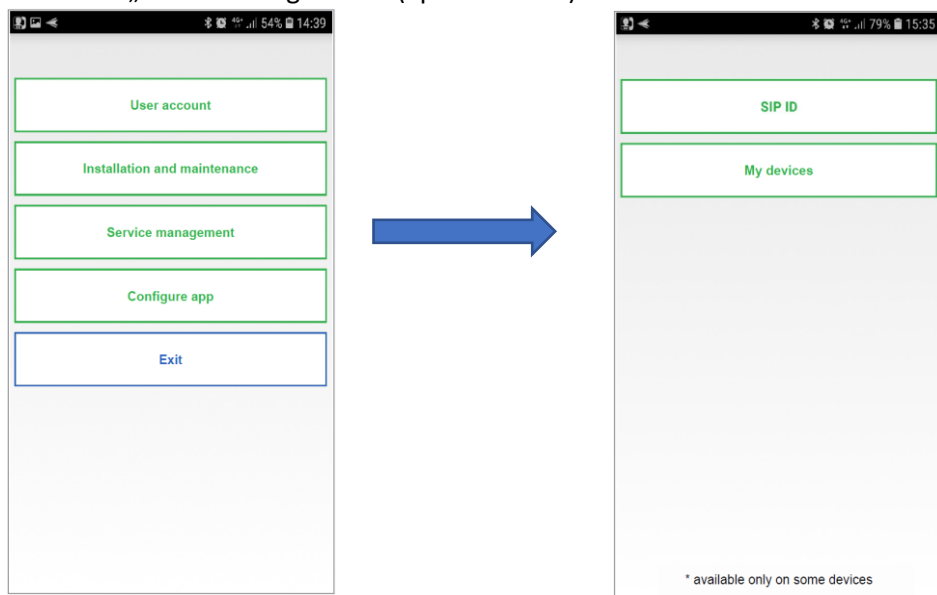 54% 14:39
User account
Installation and maintenance
Service management
Configure app
Exit
79% 15:35
SIP ID
My devices
* available only on some devices